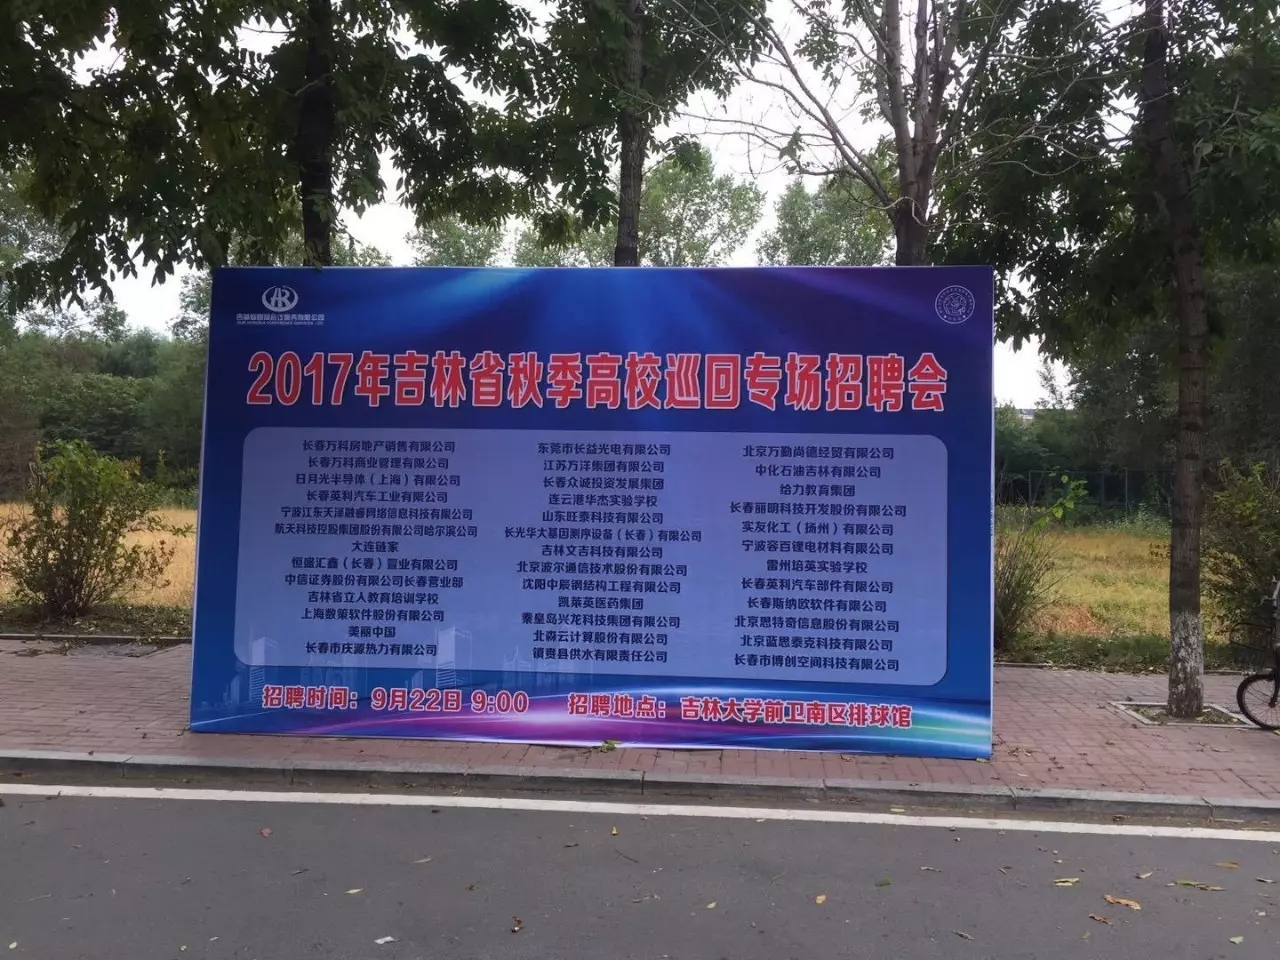 2017年吉林省秋季高校巡回专场招聘会
长春万科房地产销售有限公司
长春万科商业管理有限公司
日月光半导体（上海）有限公司
长春英利汽车工业有限公司
宁波江东天泽融睿网络信息科技有限公司
航天科技控股集团股份有限公司哈尔滨公司
大连链家
恒盛汇鑫（长春）置业有限公司
中信证券股份有限公司长春营业部
吉林省立人教育培训学校
上海数策软件股份有限公司
美丽中国
长春市庆源热力有限公司
东莞市长益光电有限公司
江苏万洋集团有限公司
长春众诚投资发展集团
连云港华杰实验学校
山东旺泰科技有限公司
长光华大基因测序设备（长春）有限公司
吉林文吉科技有限公司
北京波尔通信技术股份有限公司
沈阳中辰钢结构工程有限公司
凯莱英医药集团
秦皇岛兴龙科技集团有限公司
北森云计算股份有限公司
镇赉县供水有限责任公司
北京万勤尚德经贸有限公司
中化石油吉林有限公司
给力教育集团
长春丽明科技开发股份有限公司
实友化工（扬州）有限公司
宁波容百锂电材料有限公司
雷州培英实验学校
长春英利汽车部件有限公司
长春斯纳欧软件有限公司
北京思特奇信息股份有限公司
北京蓝思泰克科技有限公司
长春市博创空间科技有限公司
招聘时间：9月22日 9:00 招聘地点：吉林大学前卫南区排球馆